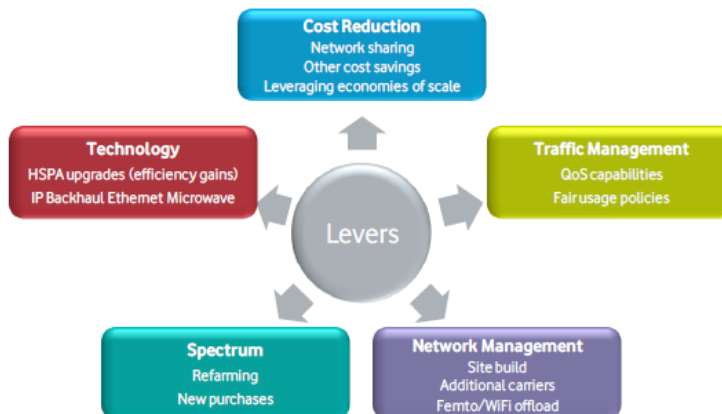 Cost Reduction
Network sharing
Other cost savings
Leveraging economies of scale
Technology
HSPA upgrades (efficiency gains)
IP Backhaul Ethernet Microwave
Traffic Management
QoS capabilities
Fair usage policies
Levers
Spectrum
Refarming
New purchases
Network Management
Site build
Additional carriers
Femto/WiFi offload